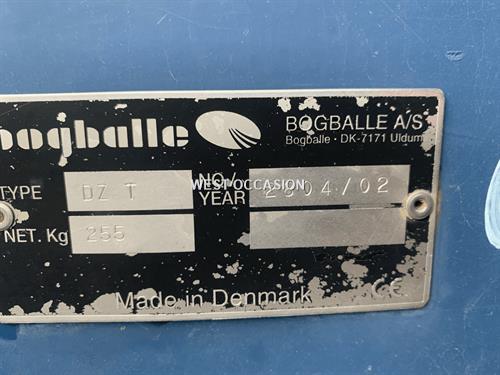 bogballe
BOGBALLE A/S
Bogballe · DK-7171 Uldum
TYPE DZ T NO./ YEAR 2804/02
NET. Kg 255
WEST-OCCASION
Made in Denmark CE